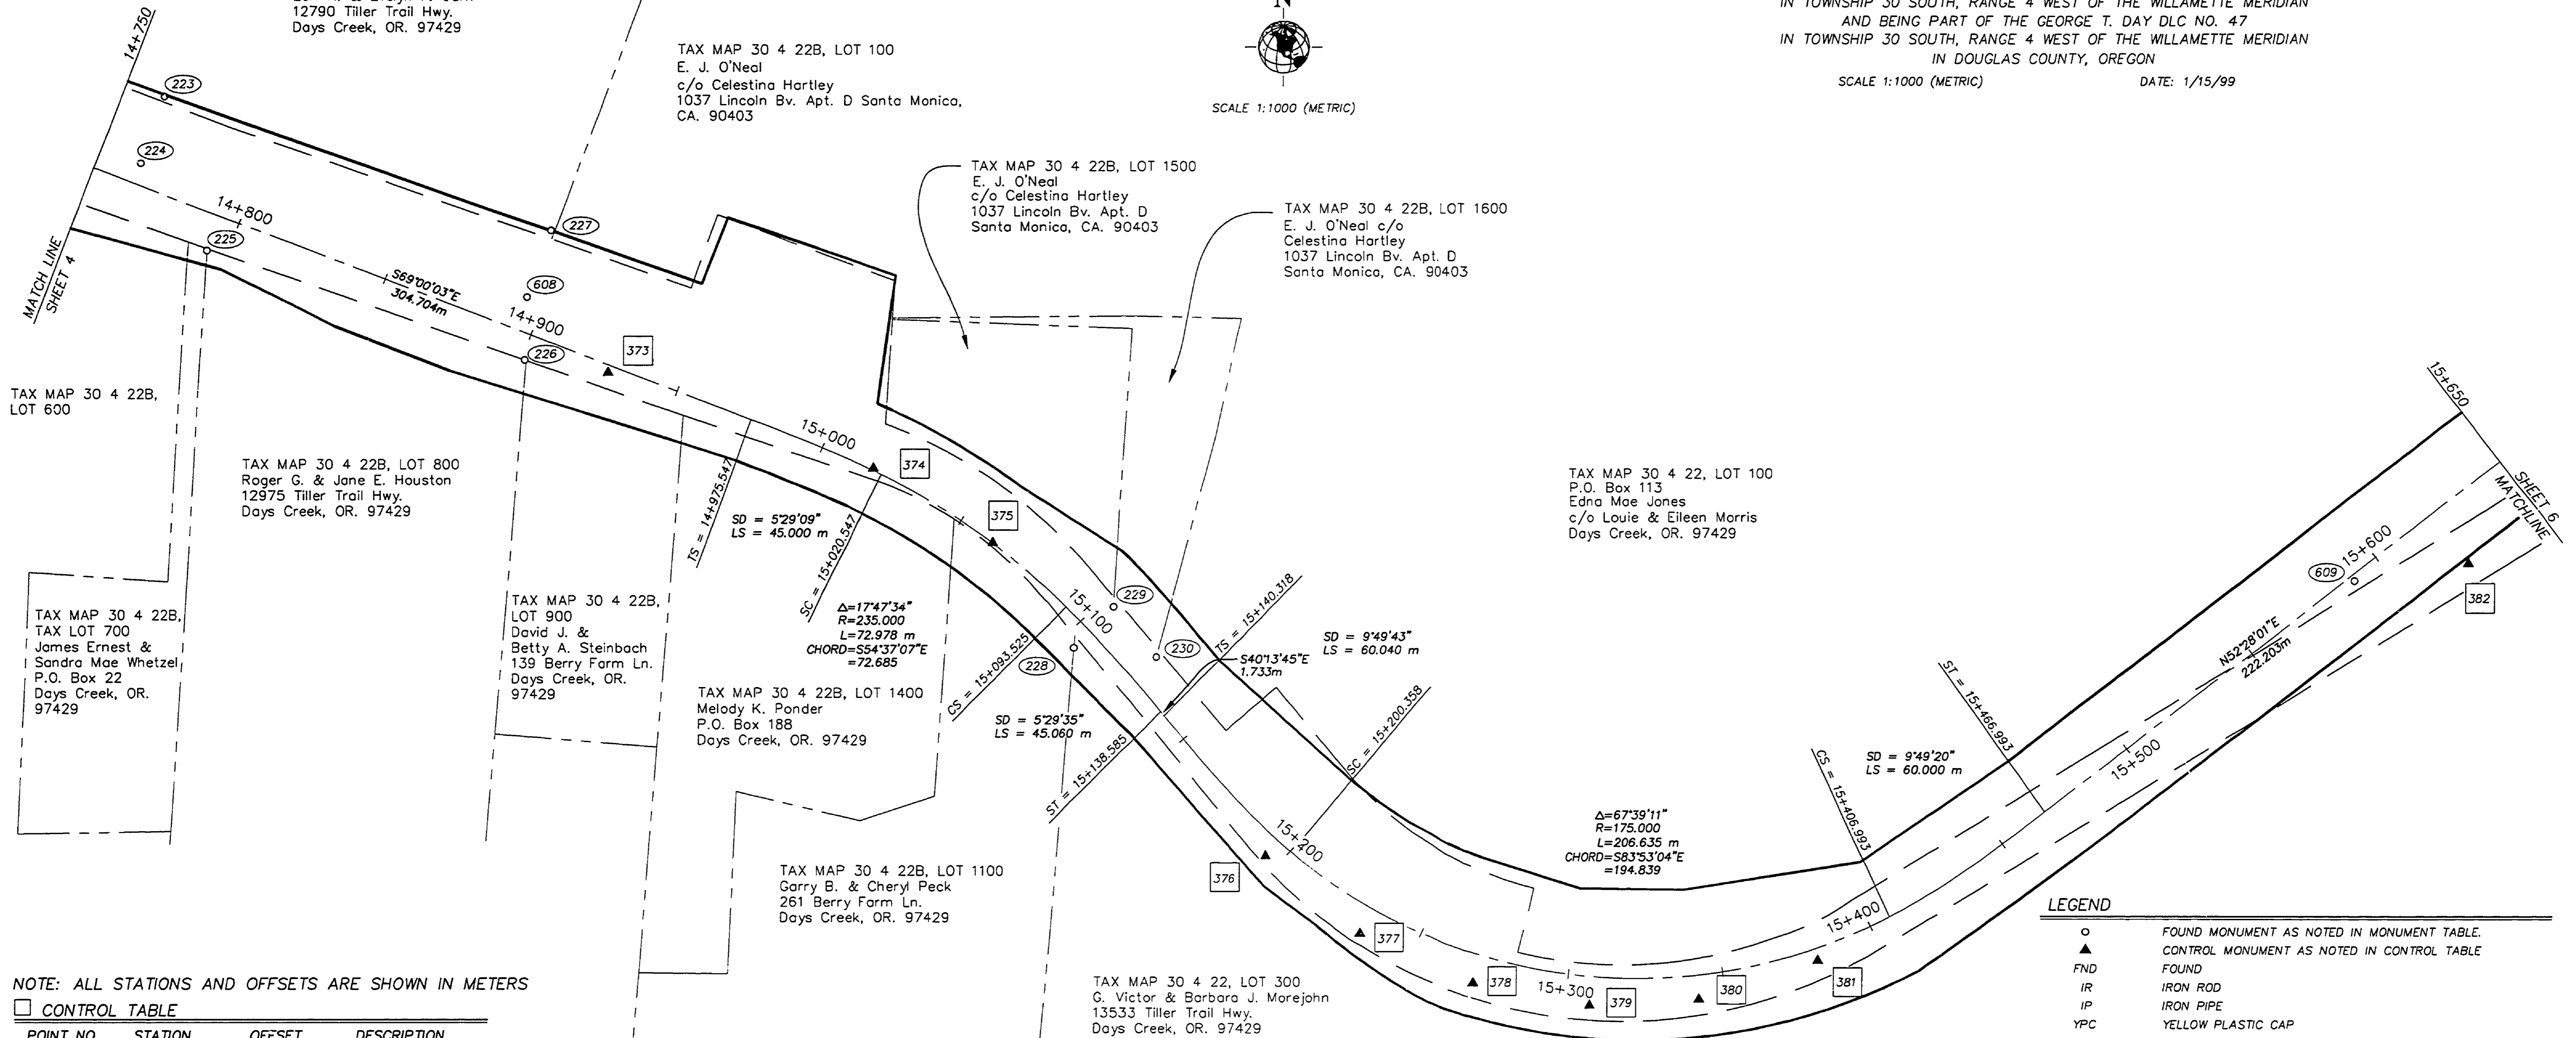 12790 Tiller Trail Hwy.
Days Creek, OR. 97429
14+750
223
224
TAX MAP 30 4 22B, LOT 100
E. J. O'Neal
c/o Celestina Hartley
1037 Lincoln Bv. Apt. D Santa Monica,
CA. 90403
N
SCALE 1:1000 (METRIC)
IN TOWNSHIP 30 SOUTH, RANGE 4 WEST OF THE WILLAMETTE MERIDIAN
AND BEING PART OF THE GEORGE T. DAY DLC NO. 47
IN TOWNSHIP 30 SOUTH, RANGE 4 WEST OF THE WILLAMETTE MERIDIAN
IN DOUGLAS COUNTY, OREGON
SCALE 1:1000 (METRIC) DATE: 1/15/99
TAX MAP 30 4 22B, LOT 1500
E. J. O'Neal
c/o Celestina Hartley
1037 Lincoln Bv. Apt. D
Santa Monica, CA. 90403
TAX MAP 30 4 22B, LOT 1600
E. J. O'Neal c/o
Celestina Hartley
1037 Lincoln Bv. Apt. D
Santa Monica, CA. 90403
14+800
225
227
MATCH LINE
SHEET 4
S69°00'03"E
304.704m
608
14+900
226
373
TAX MAP 30 4 22B,
LOT 600
TAX MAP 30 4 22B, LOT 800
Roger G. & Jane E. Houston
12975 Tiller Trail Hwy.
Days Creek, OR. 97429
15+000
374
375
TS = 14+975.547
SD = 5°29'09"
LS = 45.000 m
SC = 15+020.547
TAX MAP 30 4 22, LOT 100
P.O. Box 113
Edna Mae Jones
c/o Louie & Eileen Morris
Days Creek, OR. 97429
15+650
SHEET 6
MATCHLINE
15+600
609
382
TAX MAP 30 4 22B,
TAX LOT 700
James Ernest &
Sandra Mae Whetzel
P.O. Box 22
Days Creek, OR.
97429
TAX MAP 30 4 22B,
LOT 900
David J. &
Betty A. Steinbach
139 Berry Farm Ln.
Days Creek, OR.
97429
Δ=17°47'34"
R=235.000
L=72.978 m
CHORD=S54°37'07"E
=72.685
15+100
229
230
228
CS = 15+093.525
TS = 15+140.318
S40°13'45"E
1.733m
SD = 9°49'43"
LS = 60.040 m
N52°28'01"E
222.203m
TAX MAP 30 4 22B, LOT 1400
Melody K. Ponder
P.O. Box 188
Days Creek, OR. 97429
SD = 5°29'35"
LS = 45.060 m
ST = 15+138.585
SC = 15+200.358
ST = 15+466.993
CS = 15+406.993
SD = 9°49'20"
LS = 60.000 m
15+500
Δ=67°39'11"
R=175.000
L=206.635 m
CHORD=S83°53'04"E
=194.839
15+200
376
TAX MAP 30 4 22B, LOT 1100
Garry B. & Cheryl Peck
261 Berry Farm Ln.
Days Creek, OR. 97429
377
378
15+300
379
380
381
15+400
TAX MAP 30 4 22, LOT 300
G. Victor & Barbara J. Morejohn
13533 Tiller Trail Hwy.
Days Creek, OR. 97429
LEGEND
FOUND MONUMENT AS NOTED IN MONUMENT TABLE.
CONTROL MONUMENT AS NOTED IN CONTROL TABLE
FND FOUND
IR IRON ROD
IP IRON PIPE
YPC YELLOW PLASTIC CAP
NOTE: ALL STATIONS AND OFFSETS ARE SHOWN IN METERS
CONTROL TABLE
POINT NO. STATION OFFSET DESCRIPTION